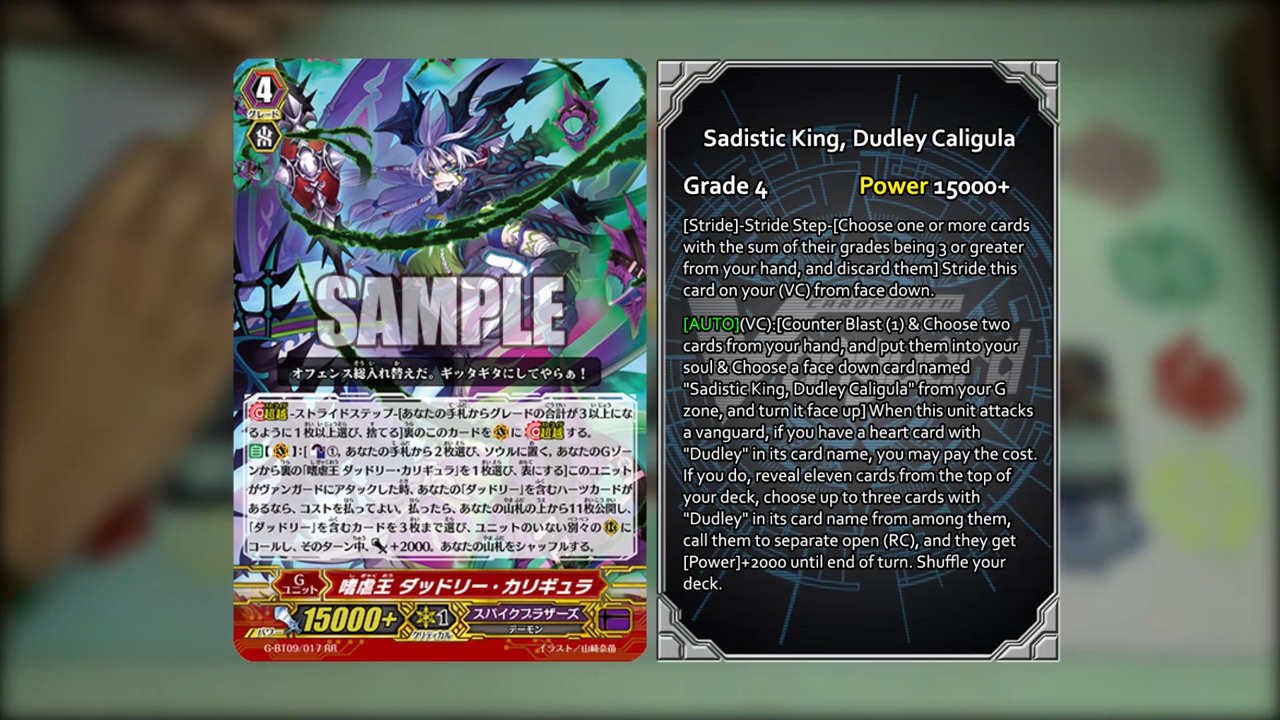 4
グレード
SAMPLE
オフェンス総入れ替えだ。ギッタギタにしてやらぁ!
超越-ストライドステップ-[あなたの手札からグレードの合計が3以上にな
るように1枚以上選び、捨てる]裏のこのカードをⓋに超越する。
【Ⓥ】:[①, あなたの手札から2枚選び、ソウルに置く, あなたのGゾ
ーンから裏の「嗜虐王 ダッドリー・カリギュラ」を1枚選び、表にする]このユニット
がヴァンガードにアタックした時、あなたの「ダッドリー」を含むハーツカードが
あるなら、コストを払ってよい。払ったら、あなたの山札の上から11枚公開し、
「ダッドリー」を含むカードを3枚まで選び、ユニットのいない別々のⓇに
コールし、そのターン中、+2000。あなたの山札をシャッフルする。
G
ユニット
嗜虐王 ダッドリー・カリギュラ
パワー
15000+
1
クリティカル
スパイクブラザーズ
デーモン
G-BT09/017 RR
イラスト/山崎奈苗
Sadistic King, Dudley Caligula
Grade 4
Power 15000+
[Stride]-Stride Step-[Choose one or more cards
with the sum of their grades being 3 or greater
from your hand, and discard them] Stride this
card on your (VC) from face down.
[AUTO](VC):[Counter Blast (1) & Choose two
cards from your hand, and put them into your
soul & Choose a face down card named
"Sadistic King, Dudley Caligula" from your G
zone, and turn it face up] When this unit attacks
a vanguard, if you have a heart card with
"Dudley" in its card name, you may pay the cost.
If you do, reveal eleven cards from the top of
your deck, choose up to three cards with
"Dudley" in its card name from among them,
call them to separate open (RC), and they get
[Power]+2000 until end of turn. Shuffle your
deck.